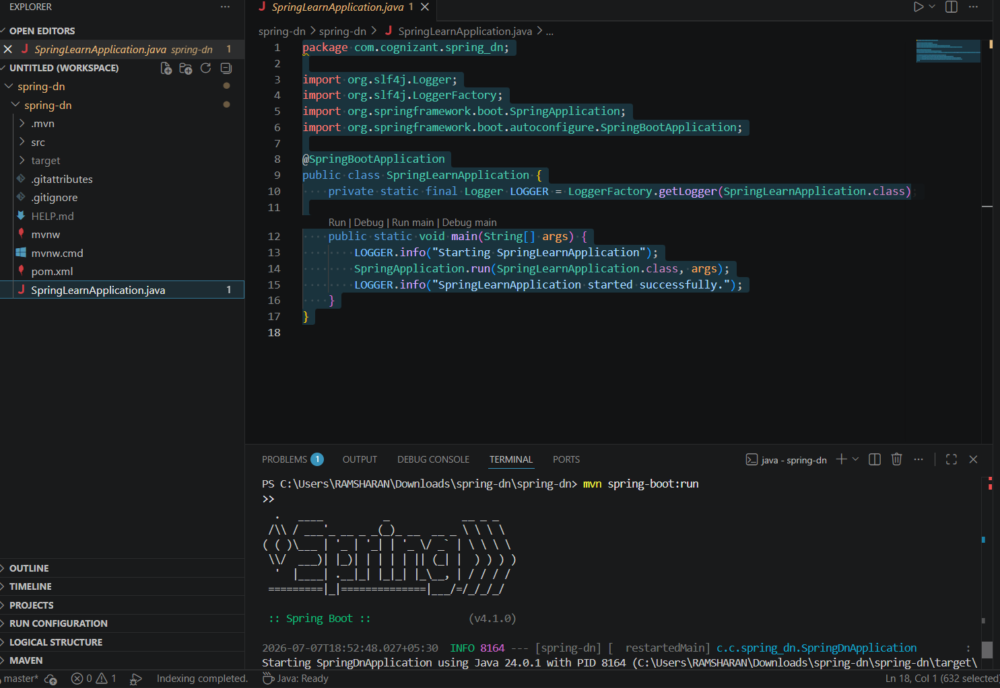 EXPLORER
OPEN EDITORS
SpringLearnApplication.java spring-dn 1
UNTITLED (WORKSPACE)
spring-dn
spring-dn
.mvn
src
target
.gitattributes
.gitignore
HELP.md
mvnw
mvnw.cmd
pom.xml
SpringLearnApplication.java 1
OUTLINE
TIMELINE
PROJECTS
RUN CONFIGURATION
LOGICAL STRUCTURE
MAVEN
SpringLearnApplication.java 1
spring-dn > spring-dn > SpringLearnApplication.java > ...
1 package com.cognizant.spring_dn;
2
3 import org.slf4j.Logger;
4 import org.slf4j.LoggerFactory;
5 import org.springframework.boot.SpringApplication;
6 import org.springframework.boot.autoconfigure.SpringBootApplication;
7
8 @SpringBootApplication
9 public class SpringLearnApplication {
10     private static final Logger LOGGER = LoggerFactory.getLogger(SpringLearnApplication.class);
11
Run | Debug | Run main | Debug main
12     public static void main(String[] args) {
13         LOGGER.info("Starting SpringLearnApplication");
14         SpringApplication.run(SpringLearnApplication.class, args);
15         LOGGER.info("SpringLearnApplication started successfully.");
16     }
17 }
18
PROBLEMS 1 OUTPUT DEBUG CONSOLE TERMINAL PORTS java - spring-dn
PS C:\Users\RAMSHARAN\Downloads\spring-dn\spring-dn> mvn spring-boot:run
>>
  .   ____          _            __ _ _
 /\\ / ___'_ __ _ _(_)_ __  __ _ \ \ \ \
( ( )\___ | '_ | '_| | '_ \/ _` | \ \ \ \
 \\/  ___)| |_)| | | | | || (_| |  ) ) ) )
  '  |____| .__|_| |_|_| |_\__, | / / / /
 =========|_|==============|___/=/_/_/_/
 :: Spring Boot ::                (v4.1.0)
2026-07-07T18:52:48.027+05:30  INFO 8164 --- [spring-dn] [  restartedMain] c.c.spring_dn.SpringDnApplication        :
Starting SpringDnApplication using Java 24.0.1 with PID 8164 (C:\Users\RAMSHARAN\Downloads\spring-dn\spring-dn\target\
master* 0 1 Indexing completed. Java: Ready Ln 18, Col 1 (632 selected)